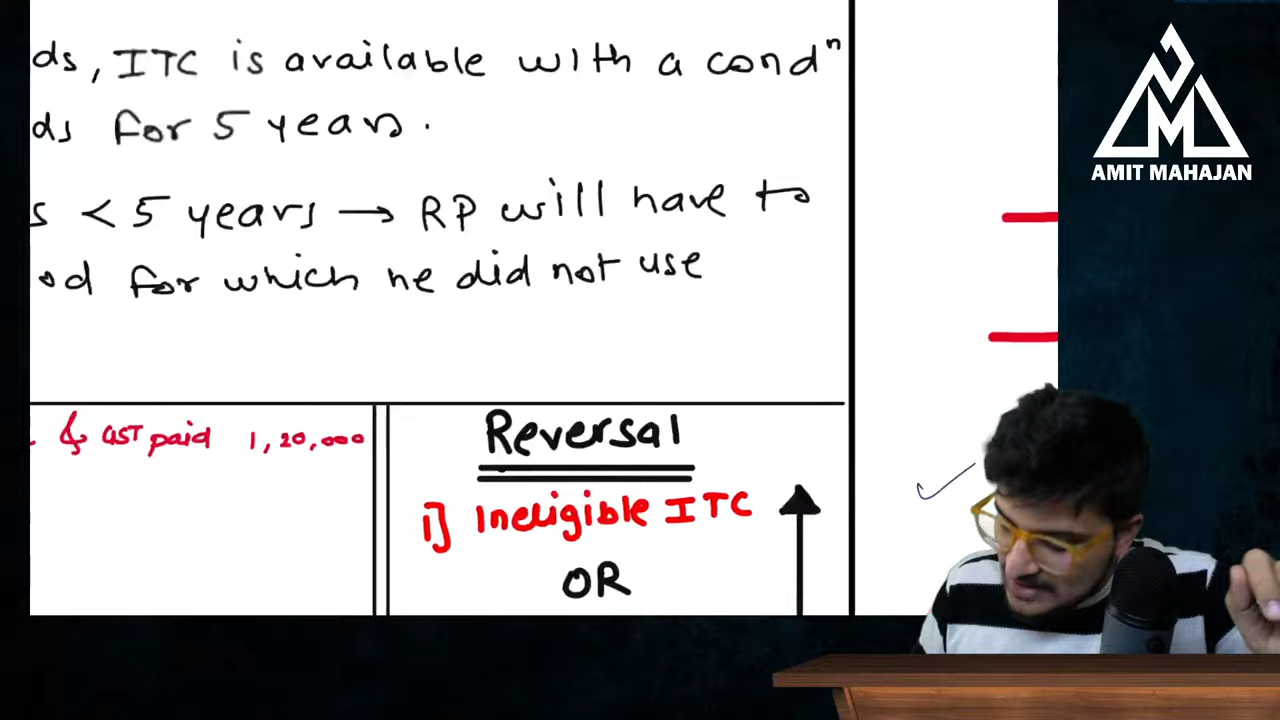 ds, ITC is available with a condⁿ
ds for 5 years.
s < 5 years → RP will have to
od for which he did not use
& GST paid 1,20,000
Reversal
i] Ineligible ITC
OR
AMIT MAHAJAN